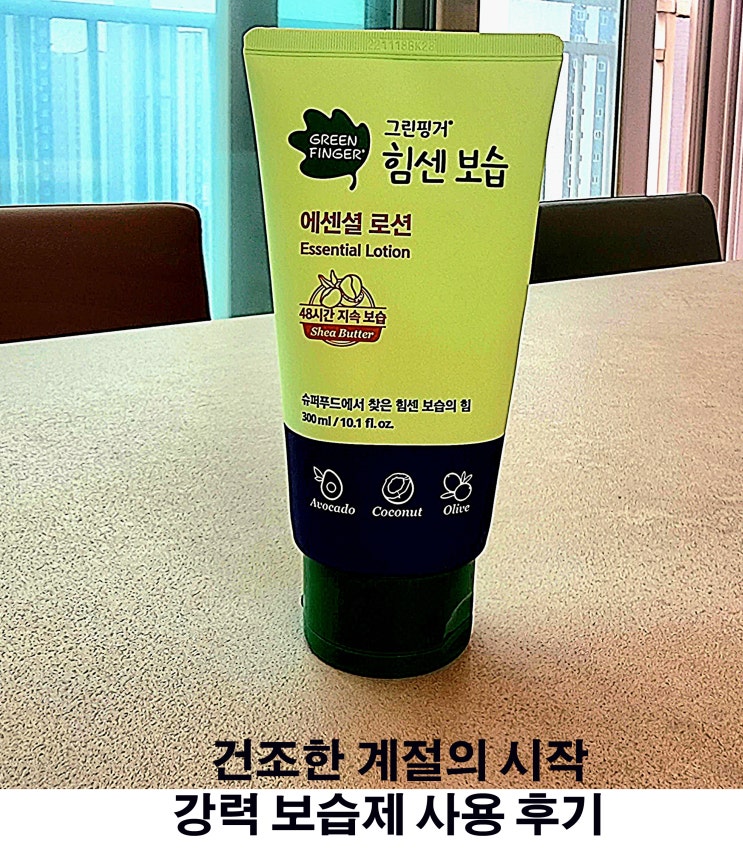 221118BK28
GREEN
FINGER®
그린핑거®
힘센 보습
에센셜 로션
Essential Lotion
48시간 지속 보습
Shea Butter
슈퍼푸드에서 찾은 힘센 보습의 힘
300 ml / 10.1 fl. oz.
Avocado Coconut Olive
건조한 계절의 시작
강력 보습제 사용 후기